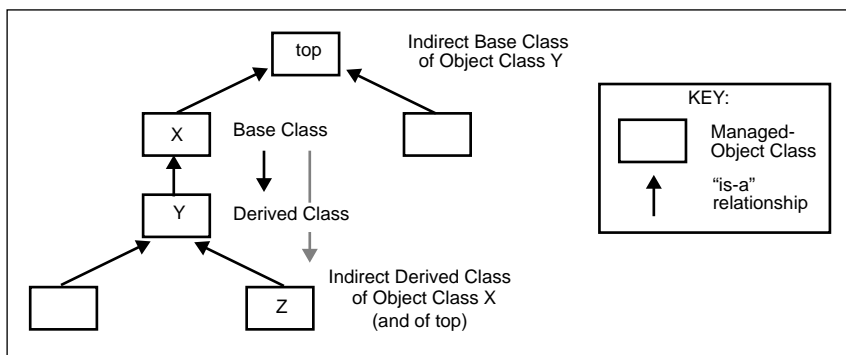 top
Indirect Base Class
of Object Class Y
KEY:
X
Base Class
Managed-
Object Class
"is-a"
relationship
Y
Derived Class
Indirect Derived Class
of Object Class X
(and of top)
Z